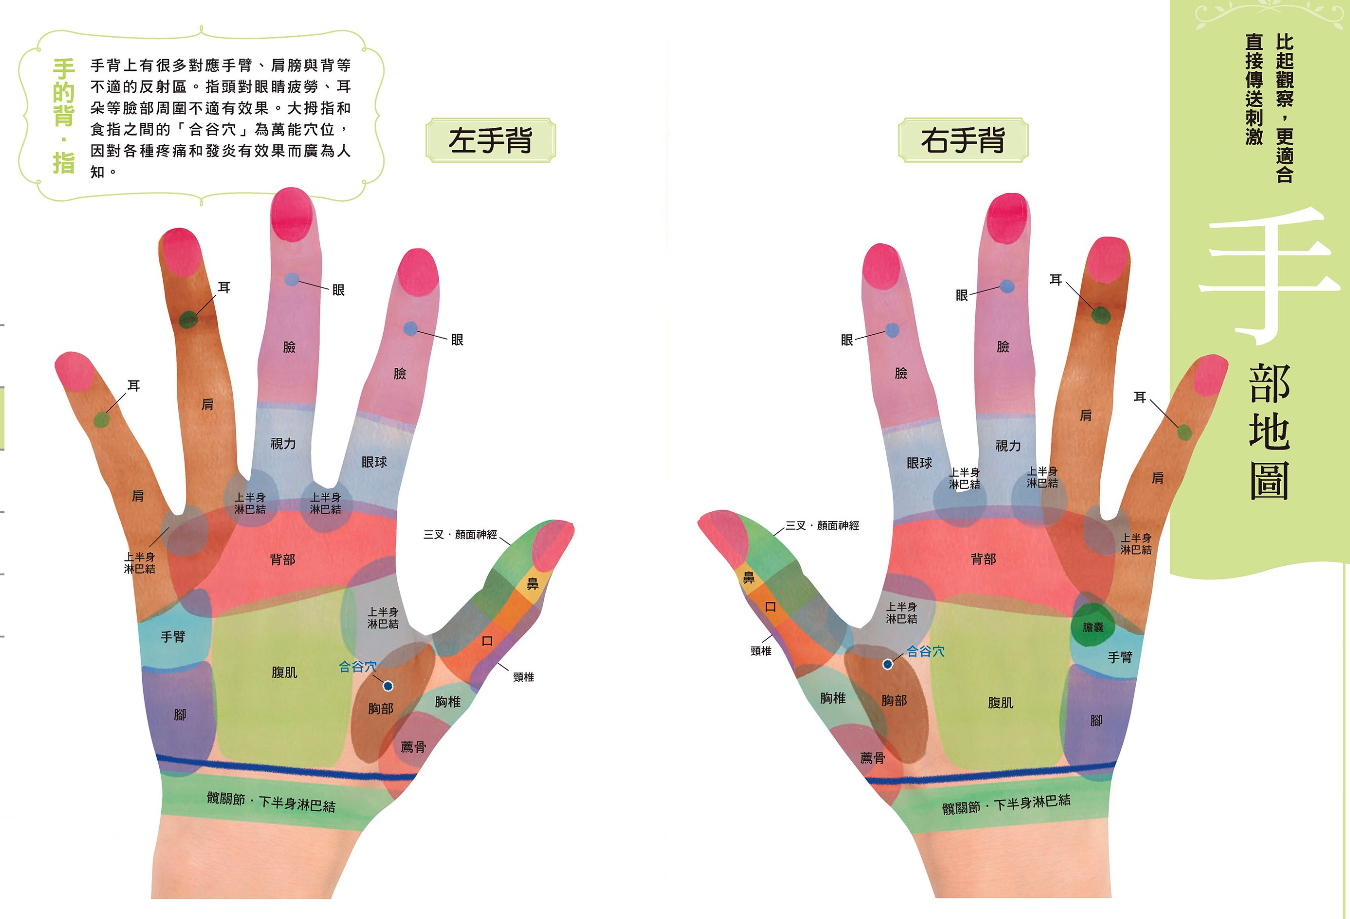 比起觀察，更適合
直接傳送刺激
手
部地圖
手的背・指
手背上有很多對應手臂、肩膀與背等
不適的反射區。指頭對眼睛疲勞、耳
朵等臉部周圍不適有效果。大拇指和
食指之間的「合谷穴」為萬能穴位，
因對各種疼痛和發炎有效果而廣為人
知。
左手背
耳
眼
耳
眼
臉
臉
肩
肩
視力
眼球
上半身
淋巴結
上半身
淋巴結
上半身
淋巴結
背部
三叉・顏面神經
鼻
上半身
淋巴結
口
手臂
合谷穴
頸椎
腹肌
胸部
胸椎
腳
薦骨
髖關節・下半身淋巴結
右手背
眼
耳
眼
耳
臉
臉
肩
肩
眼球
視力
上半身
淋巴結
上半身
淋巴結
上半身
淋巴結
三叉・顏面神經
背部
鼻
口
上半身
淋巴結
頸椎
合谷穴
膽囊
手臂
胸椎
胸部
腹肌
腳
薦骨
髖關節・下半身淋巴結